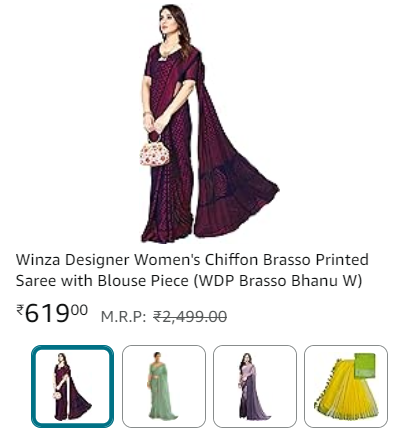 Winza Designer Women's Chiffon Brasso Printed
Saree with Blouse Piece (WDP Brasso Bhanu W)
₹619⁰⁰ M.R.P: ₹2,499.00